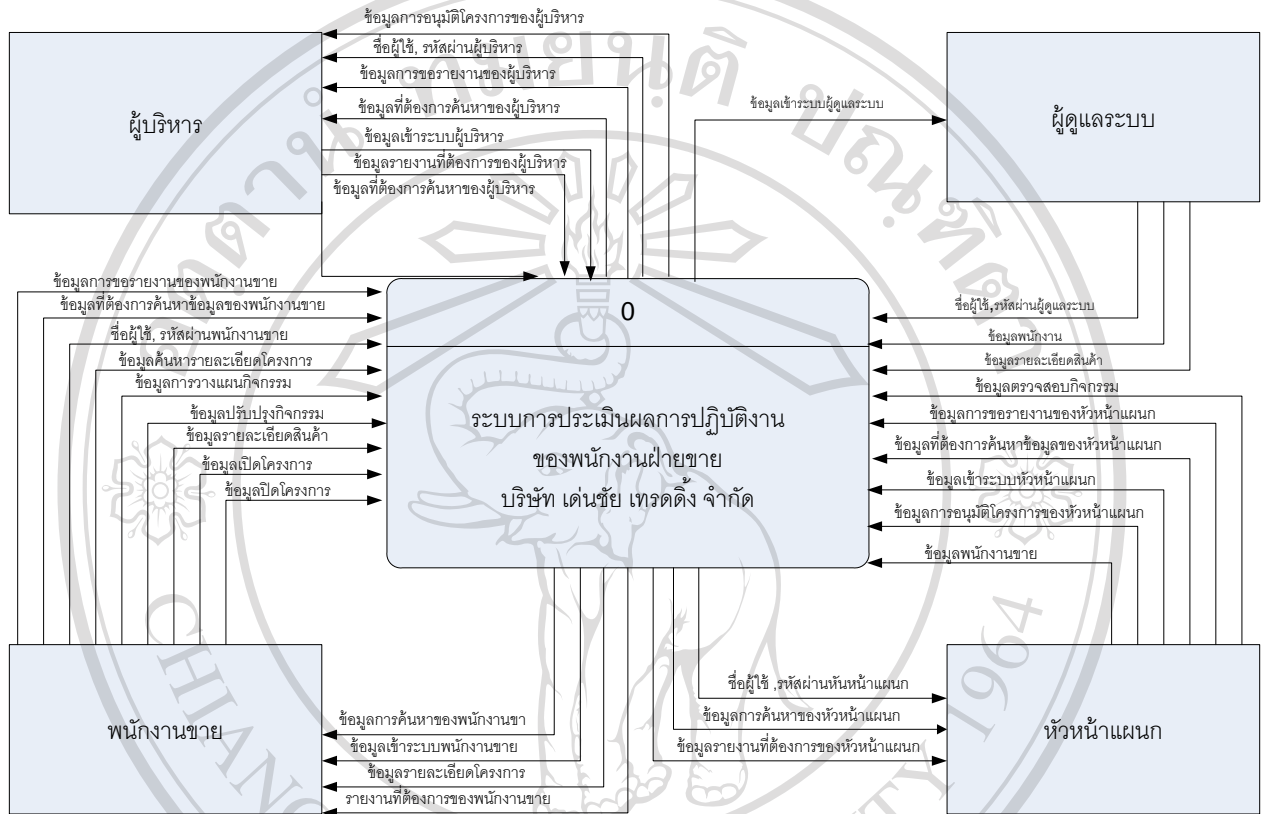 ข้อมูลการอนุมัติโครงการของผู้บริหาร
ชื่อผู้ใช้, รหัสผ่านผู้บริหาร
ข้อมูลการขอรายงานของผู้บริหาร
ข้อมูลที่ต้องการค้นหาของผู้บริหาร
ข้อมูลเข้าระบบผู้บริหาร
ข้อมูลรายงานที่ต้องการของผู้บริหาร
ข้อมูลที่ต้องการค้นหาของผู้บริหาร
ผู้บริหาร
ข้อมูลเข้าระบบผู้ดูแลระบบ
ผู้ดูแลระบบ
ข้อมูลการขอรายงานของพนักงานขาย
ข้อมูลที่ต้องการค้นหาข้อมูลของพนักงานขาย
ชื่อผู้ใช้, รหัสผ่านพนักงานขาย
ข้อมูลค้นหารายละเอียดโครงการ
ข้อมูลการวางแผนกิจกรรม
ข้อมูลปรับปรุงกิจกรรม
ข้อมูลรายละเอียดสินค้า
ข้อมูลเปิดโครงการ
ข้อมูลปิดโครงการ
0
ระบบการประเมินผลการปฏิบัติงาน
ของพนักงานฝ่ายขาย
บริษัท เด่นชัย เทรดดิ้ง จำกัด
ชื่อผู้ใช้,รหัสผ่านผู้ดูแลระบบ
ข้อมูลพนักงาน
ข้อมูลรายละเอียดสินค้า
ข้อมูลตรวจสอบกิจกรรม
ข้อมูลการขอรายงานของหัวหน้าแผนก
ข้อมูลที่ต้องการค้นหาข้อมูลของหัวหน้าแผนก
ข้อมูลเข้าระบบหัวหน้าแผนก
ข้อมูลการอนุมัติโครงการของหัวหน้าแผนก
ข้อมูลพนักงานขาย
พนักงานขาย
ข้อมูลการค้นหาของพนักงานขา
ข้อมูลเข้าระบบพนักงานขาย
ข้อมูลรายละเอียดโครงการ
รายงานที่ต้องการของพนักงานขาย
ชื่อผู้ใช้ ,รหัสผ่านหันหน้าแผนก
ข้อมูลการค้นหาของหัวหน้าแผนก
ข้อมูลรายงานที่ต้องการของหัวหน้าแผนก
หัวหน้าแผนก